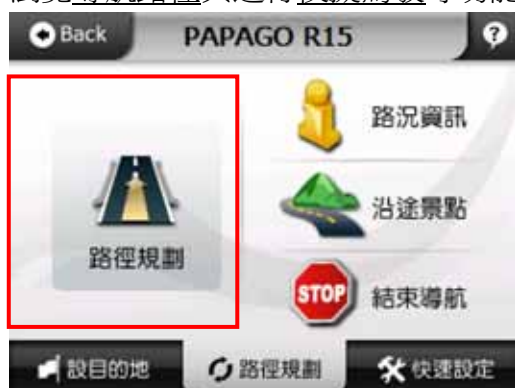 Back PAPAGO R15 ?
路況資訊
沿途景點
路徑規劃
STOP 結束導航
設目的地 路徑規劃 快速設定